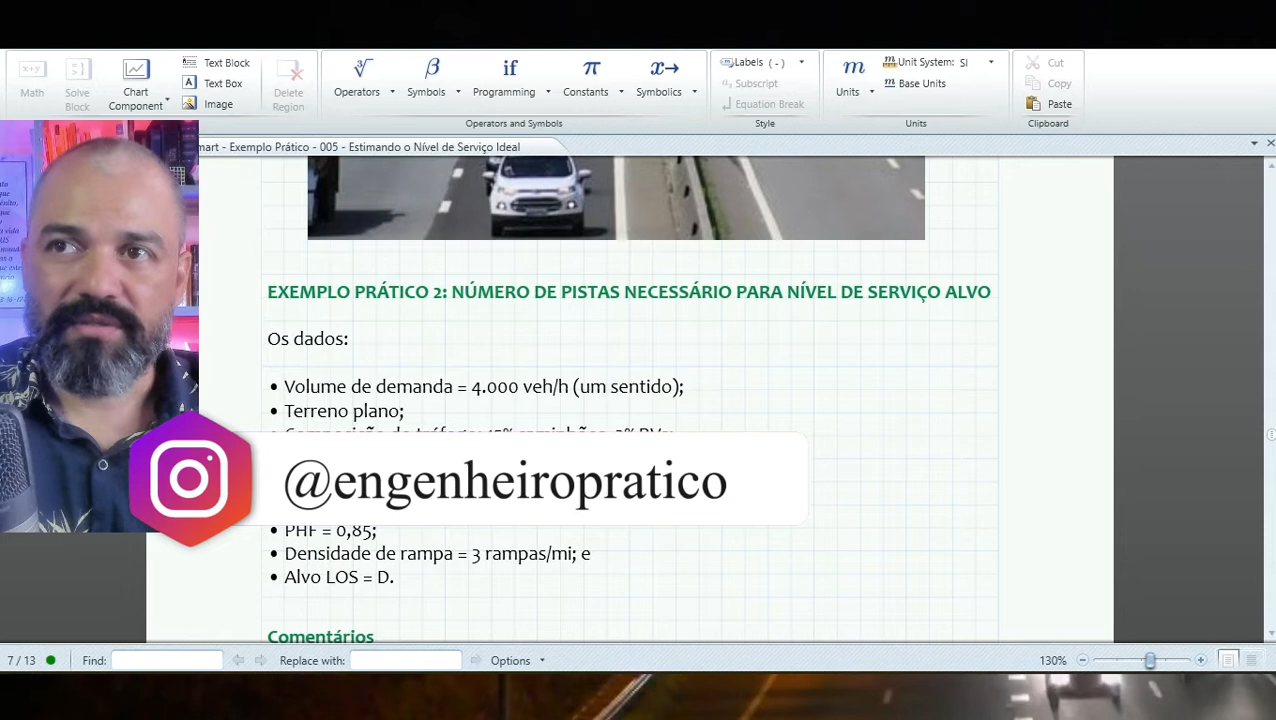 Math
Solve Block
Chart Component
Text Block
Text Box
Image
Delete Region
Operators
Symbols
if
Programming
π
Constants
Symbolics
Operators and Symbols
Labels ( - )
Subscript
Equation Break
Style
m
Units
Unit System: SI
Base Units
Units
Cut
Copy
Paste
Clipboard
mart - Exemplo Prático - 005 - Estimando o Nível de Serviço Ideal
EXEMPLO PRÁTICO 2: NÚMERO DE PISTAS NECESSÁRIO PARA NÍVEL DE SERVIÇO ALVO
Os dados:
• Volume de demanda = 4.000 veh/h (um sentido);
• Terreno plano;
@engenheiropratico
• PHF = 0,85;
• Densidade de rampa = 3 rampas/mi; e
• Alvo LOS = D.
Comentários
7 / 13
Find:
Replace with:
Options
130%